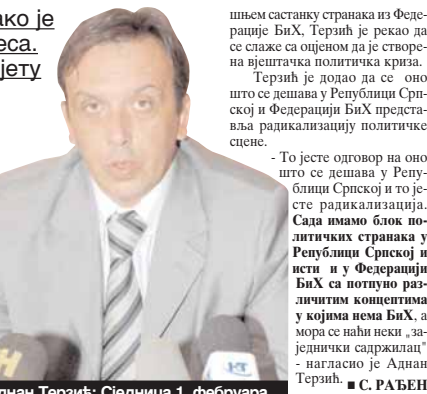 ко је
еса.
јету
шњем састанку странака из Феде-
рације БиХ, Терзић је рекао да
се слаже са оцјеном да је створе-
на вјештачка политичка криза.
Терзић је додао да се оно
што се дешава у Републици Срп-
ској и Федерацији БиХ предста-
вља радикализацију политичке
сцене.
- То јесте одговор на оно
што се дешава у Репу-
блици Српској и то је-
сте радикализација.
Сада имамо блок по-
литичких странака у
Републици Српској и
исти и у Федерацији
БиХ са потпуно раз-
личитим концептима
у којима нема БиХ, а
мора се наћи неки „за-
једнички садржилац"
- нагласио је Аднан
Терзић. ■ С. РАЂЕН
днан Терзић: Сједница 1. фебруара